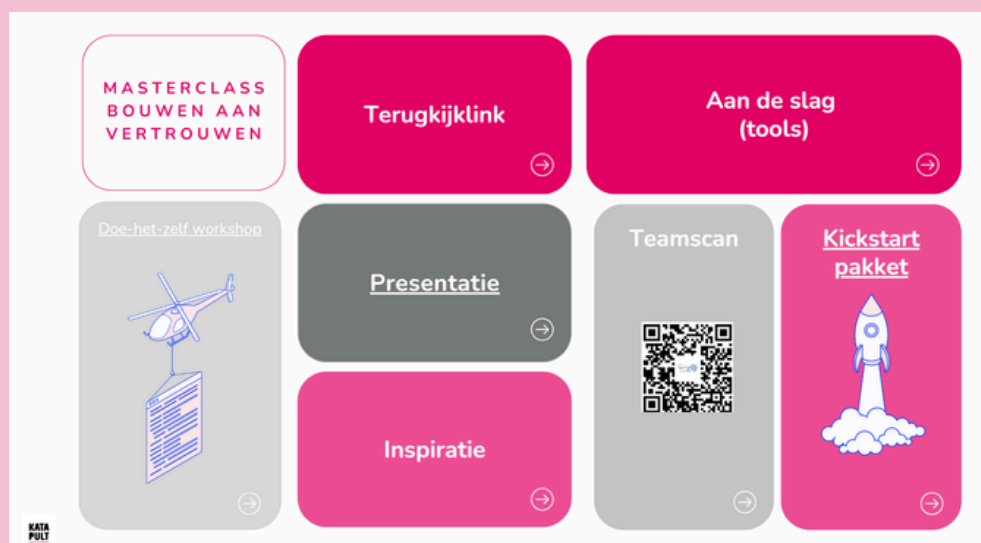 MASTERCLASS
BOUWEN AAN
VERTROUWEN
Terugkijklink
Aan de slag
(tools)
Doe-het-zelf workshop
Presentatie
Teamscan
Kickstart
pakket
Inspiratie
KATA
PULT